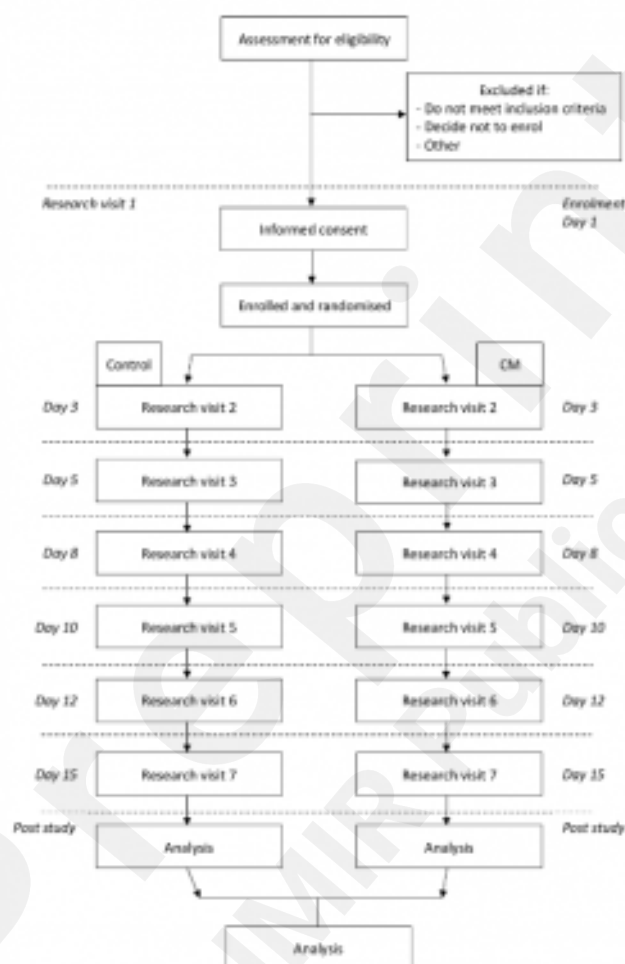 Assessment for eligibility
Excluded if:
- Do not meet inclusion criteria
- Decide not to enrol
- Other
Research visit 1
Enrolment
Day 1
Informed consent
Enrolled and randomised
Control
CM
Day 3
Research visit 2
Research visit 2
Day 3
Day 5
Research visit 3
Research visit 3
Day 5
Day 8
Research visit 4
Research visit 4
Day 8
Day 10
Research visit 5
Research visit 5
Day 10
Day 12
Research visit 6
Research visit 6
Day 12
Day 15
Research visit 7
Research visit 7
Day 15
Post study
Analysis
Analysis
Post study
Analysis
Preprint
JMIR Public